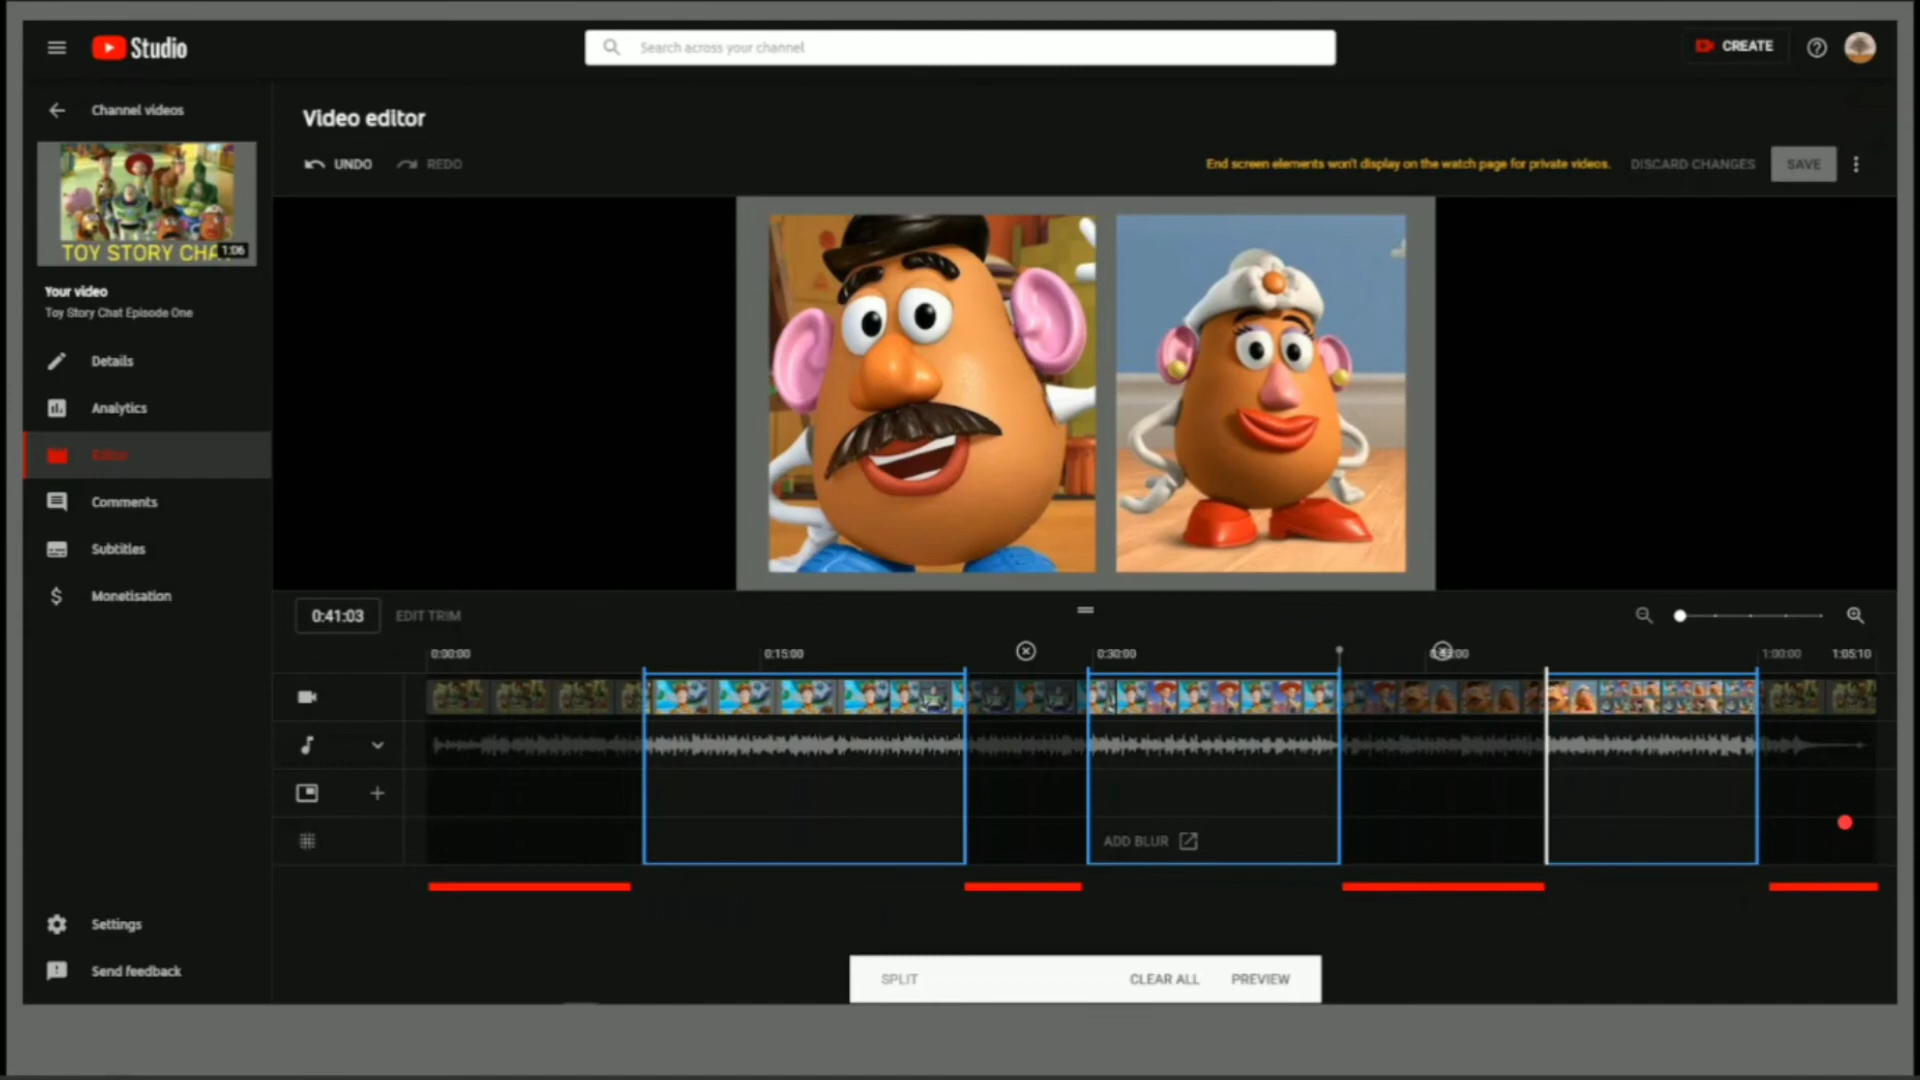 Studio
Search across your channel
CREATE
Channel videos
TOY STORY CHA
1:06
Your video
Toy Story Chat Episode One
Details
Analytics
Editor
Comments
Subtitles
Monetisation
Settings
Send feedback
Video editor
UNDO
REDO
End screen elements won't display on the watch page for private videos.
DISCARD CHANGES
SAVE
0:41:03
EDIT TRIM
0:00:00
0:15:00
0:30:00
1:00:00
1:05:10
ADD BLUR
SPLIT
CLEAR ALL
PREVIEW